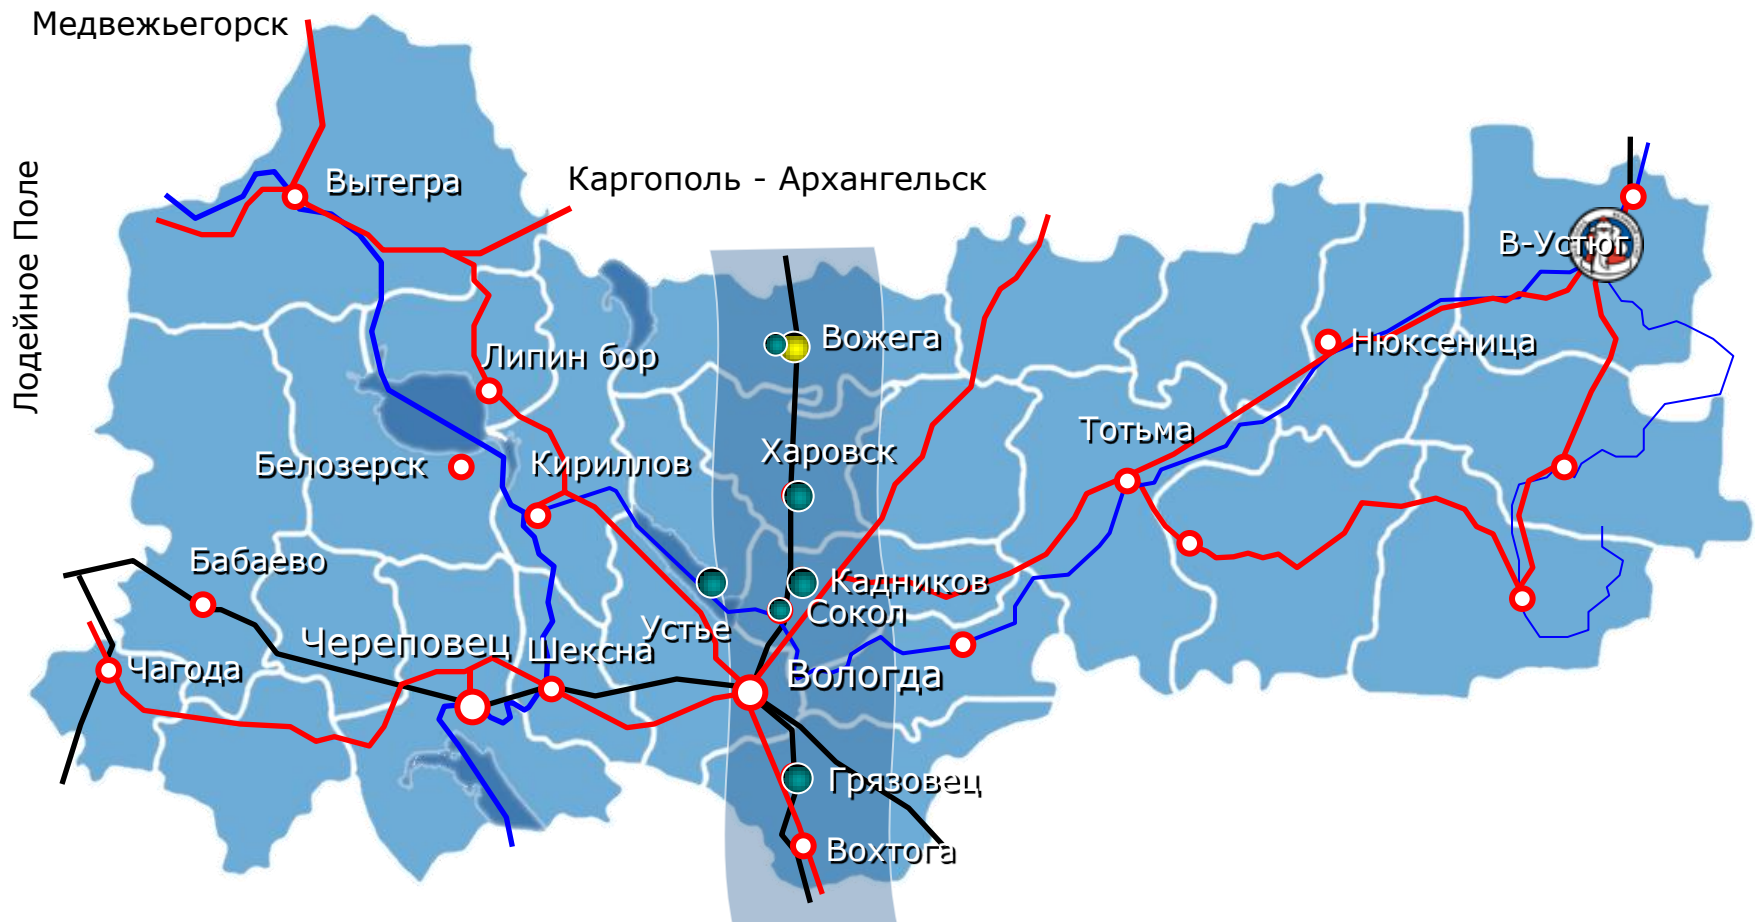 Медвежьегорск
Лодейное Поле
Вытегра
Каргополь - Архангельск
В-Устюг
Вожега
Нюксеница
Липин бор
Тотьма
Харовск
Белозерск
Кириллов
Бабаево
Кадников
Сокол
Устье
Череповец
Шексна
Чагода
Вологда
Грязовец
Вохтога